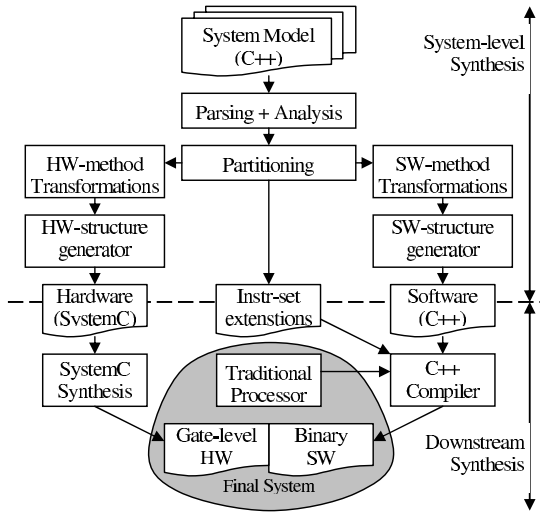 System Model
(C++)
System-level
Synthesis
Parsing + Analysis
HW-method
Transformations
Partitioning
SW-method
Transformations
HW-structure
generator
SW-structure
generator
Hardware
(SystemC)
Instr-set
extenstions
Software
(C++)
SystemC
Synthesis
Traditional
Processor
C++
Compiler
Gate-level
HW
Binary
SW
Final System
Downstream
Synthesis